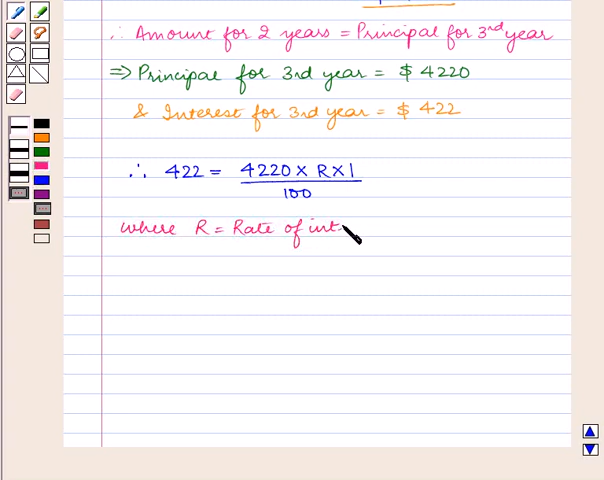 ∴ Amount for 2 years = Principal for 3rd year
⇒ Principal for 3rd year = $ 4220
& Interest for 3rd year = $ 422
∴ 422 = 4220 × R × 1
100
where R = Rate of int